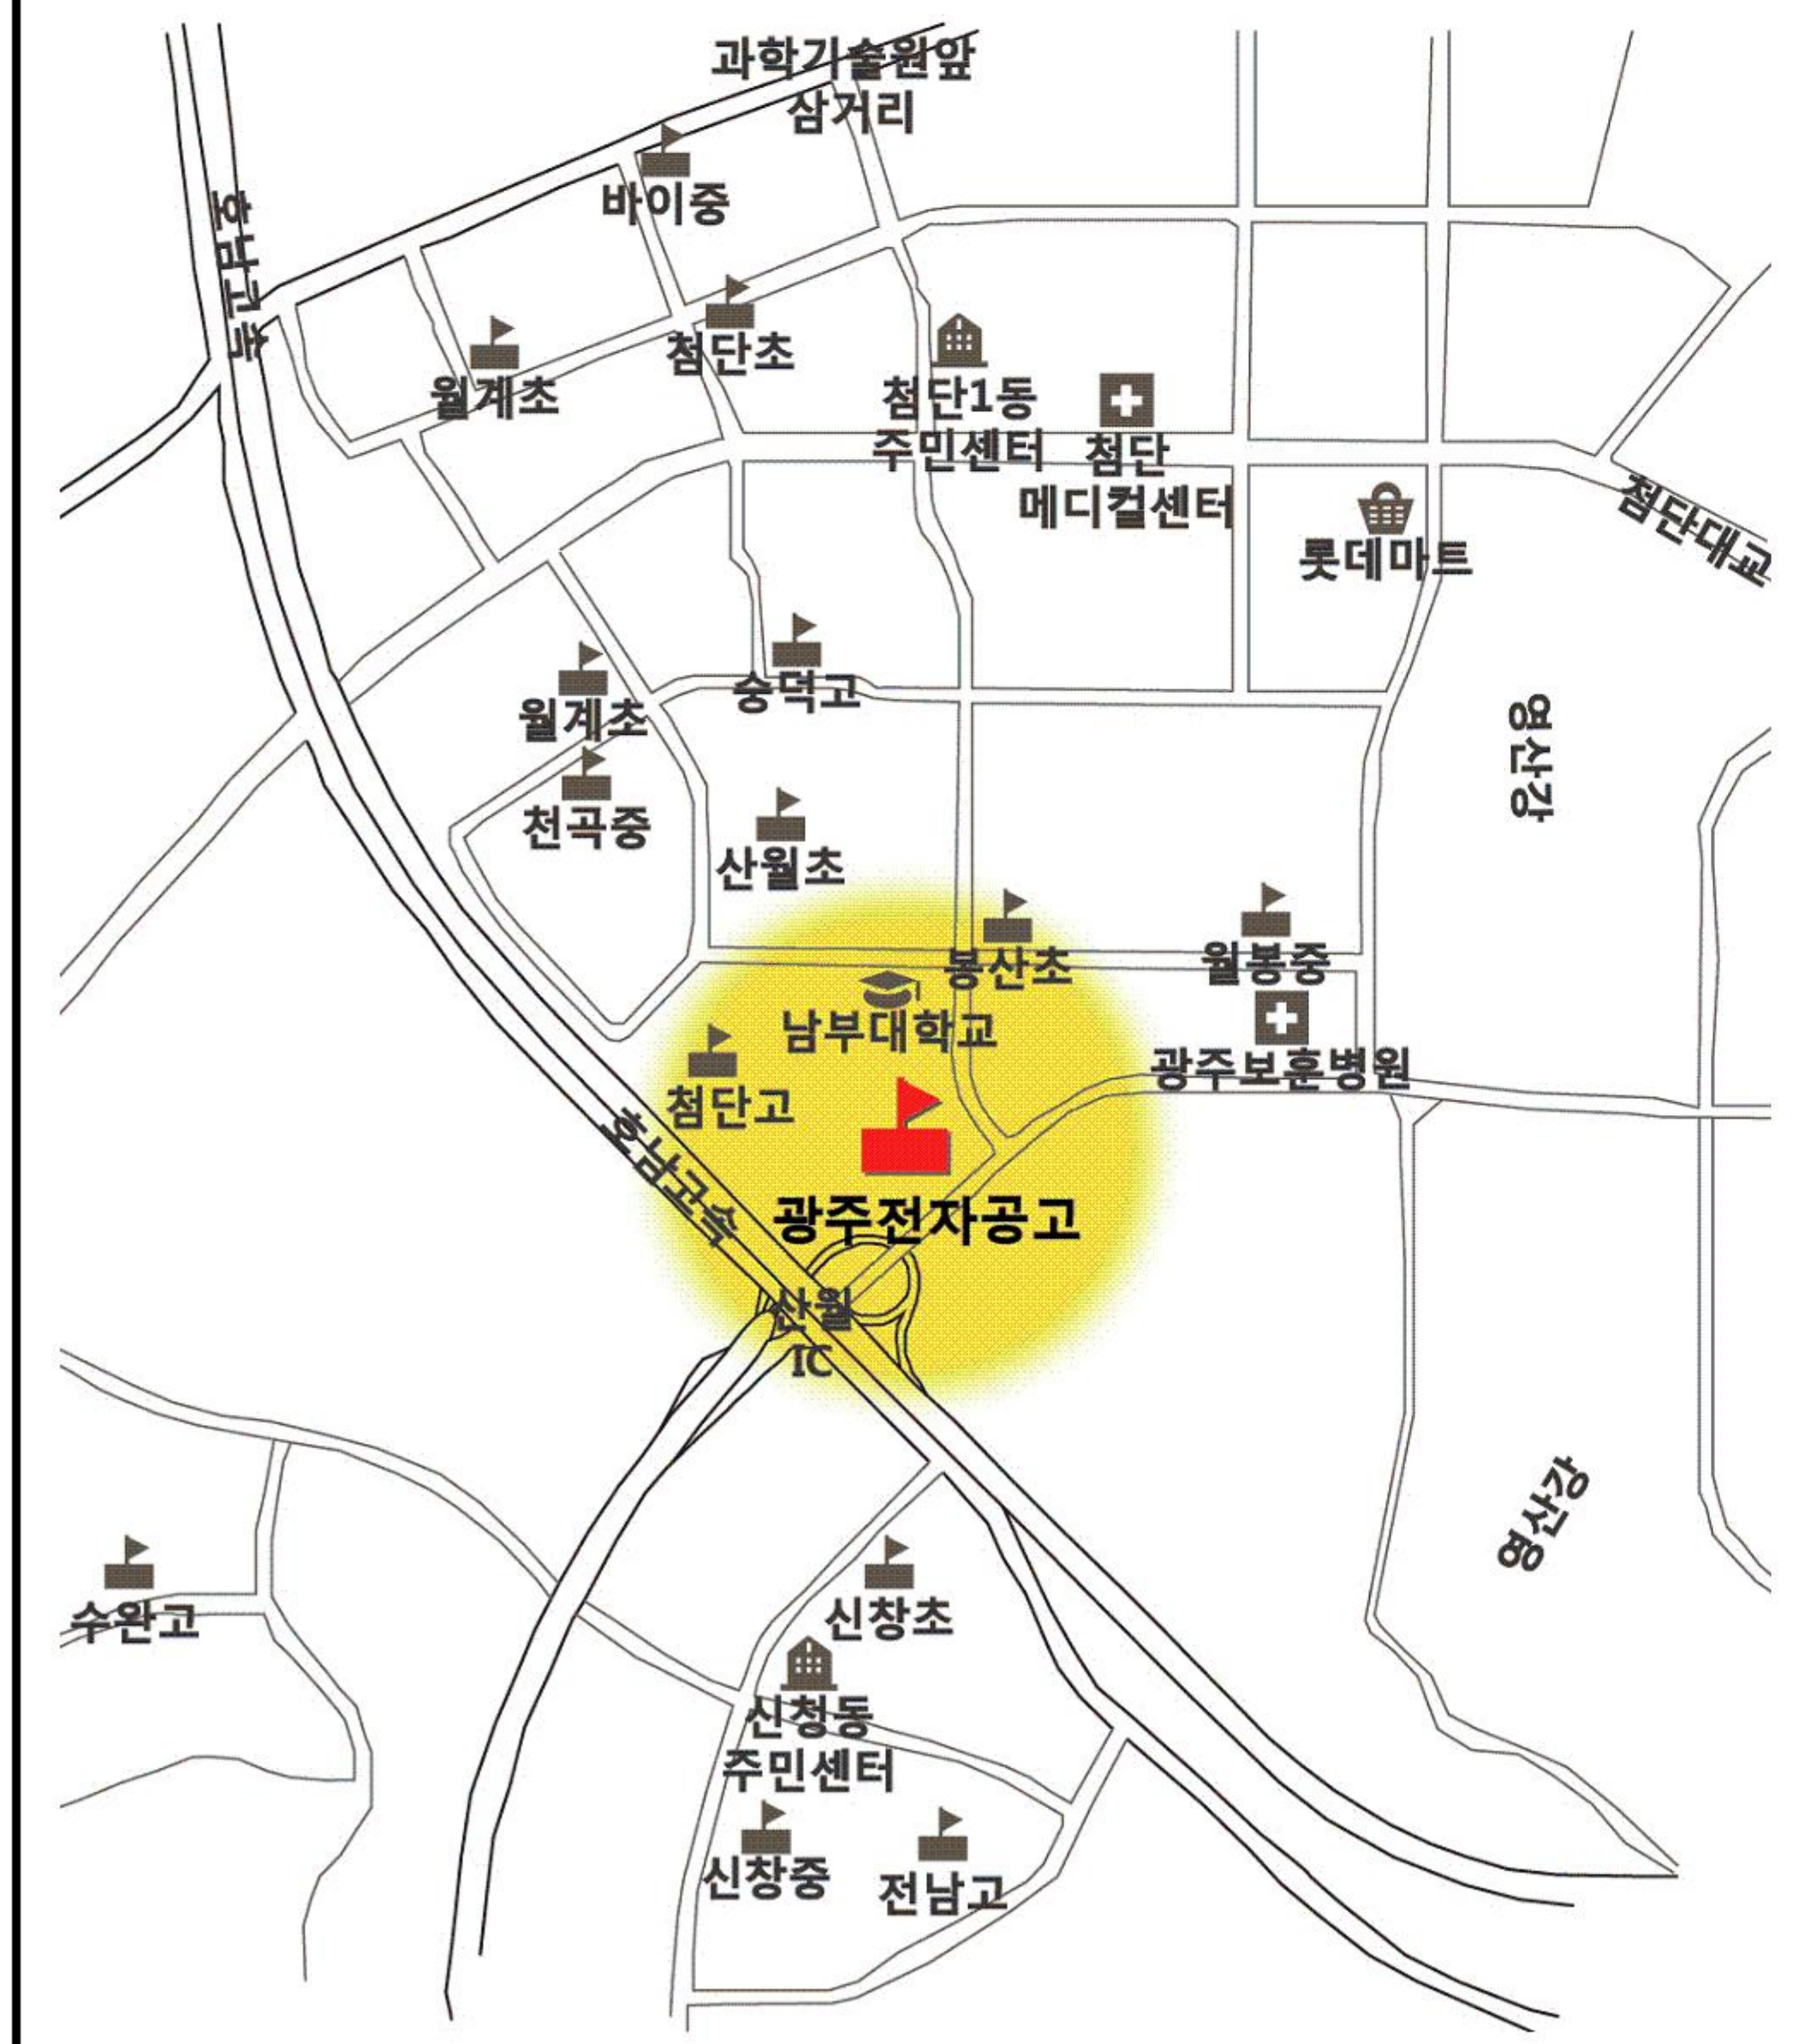 과학기술원앞
삼거리
바이중
호남고속
첨단초
월계초
첨단1동
주민센터
첨단
메디컬센터
롯데마트
첨단대교
숭덕고
월계초
영산강
천곡중
산월초
봉산초
월봉중
남부대학교
광주보훈병원
첨단고
호남고속
광주전자공고
산월
IC
영산강
수완고
신창초
신청동
주민센터
신창중
전남고